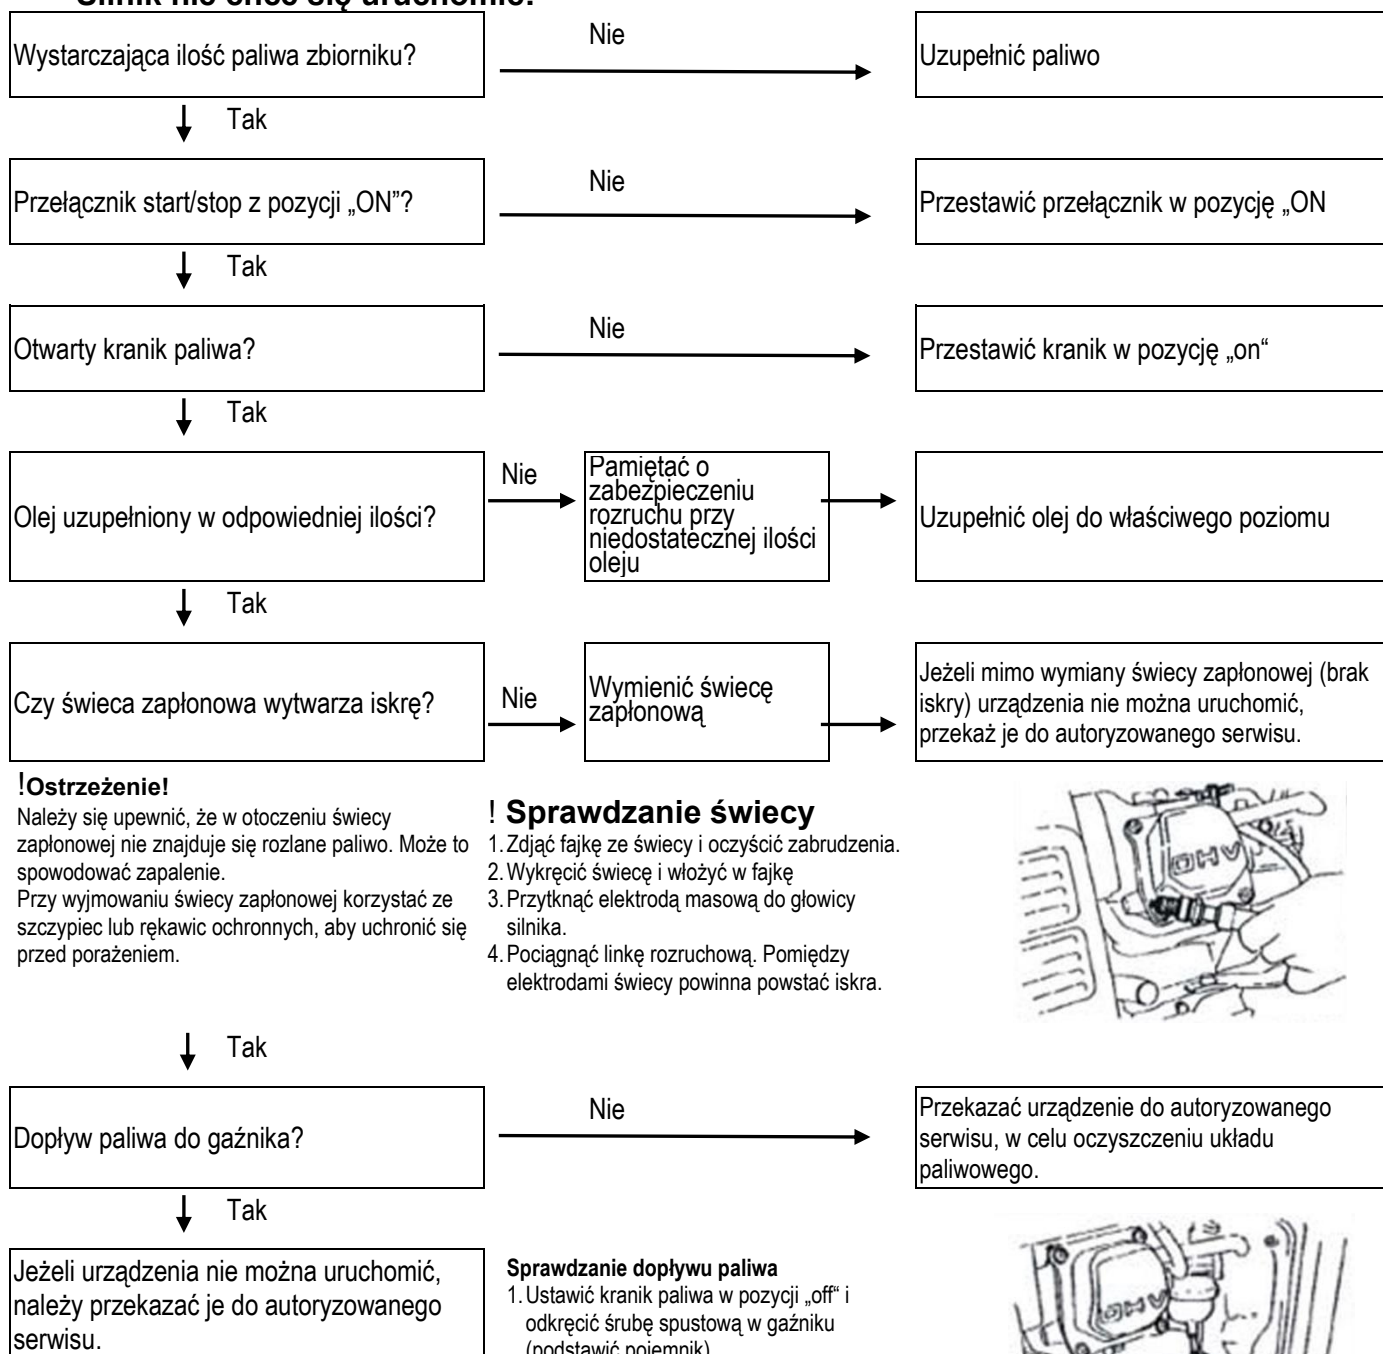 Silnik nie chce się uruchomić:
Wystarczająca ilość paliwa zbiorniku?
Nie
Uzupełnić paliwo
Tak
Przełącznik start/stop z pozycji „ON”?
Nie
Przestawić przełącznik w pozycję „ON
Tak
Otwarty kranik paliwa?
Nie
Przestawić kranik w pozycję „on“
Tak
Olej uzupełniony w odpowiedniej ilości?
Nie
Pamiętać o
zabezpieczeniu
rozruchu przy
niedostatecznej ilości
oleju
Uzupełnić olej do właściwego poziomu
Tak
Czy świeca zapłonowa wytwarza iskrę?
Nie
Wymienić świecę
zapłonową
Jeżeli mimo wymiany świecy zapłonowej (brak
iskry) urządzenia nie można uruchomić,
przekaż je do autoryzowanego serwisu.
!Ostrzeżenie!
Należy się upewnić, że w otoczeniu świecy
zapłonowej nie znajduje się rozlane paliwo. Może to
spowodować zapalenie.
Przy wyjmowaniu świecy zapłonowej korzystać ze
szczypiec lub rękawic ochronnych, aby uchronić się
przed porażeniem.
! Sprawdzanie świecy
1. Zdjąć fajkę ze świecy i oczyścić zabrudzenia.
2. Wykręcić świecę i włożyć w fajkę
3. Przytknąć elektrodą masową do głowicy
silnika.
4. Pociągnąć linkę rozruchową. Pomiędzy
elektrodami świecy powinna powstać iskra.
OHV
Tak
Dopływ paliwa do gaźnika?
Nie
Przekazać urządzenie do autoryzowanego
serwisu, w celu oczyszczeniu układu
paliwowego.
Tak
Jeżeli urządzenia nie można uruchomić,
należy przekazać je do autoryzowanego
serwisu.
Sprawdzanie dopływu paliwa
1. Ustawić kranik paliwa w pozycji „off“ i
odkręcić śrubę spustową w gaźniku
(podstawić pojemnik)
OHV